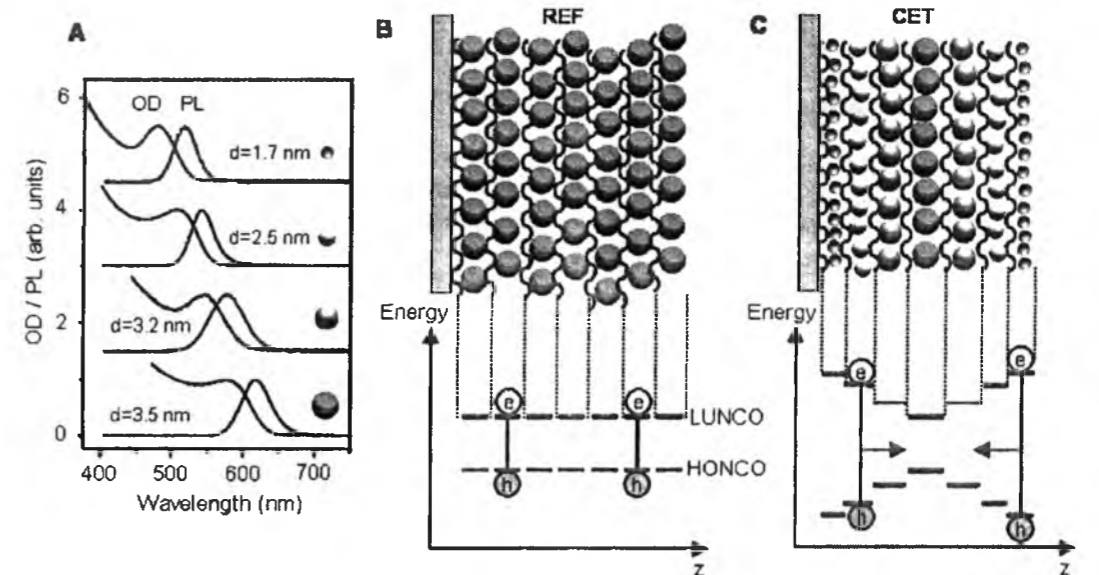 A
6
4
2
0
OD / PL (arb. units)
OD PL
d=1.7 nm
d=2.5 nm
d=3.2 nm
d=3.5 nm
400 500 600 700
Wavelength (nm)
B
REF
Energy
e e
LUNCO
HONCO
h h
z
C
CET
Energy
e e
h h
z